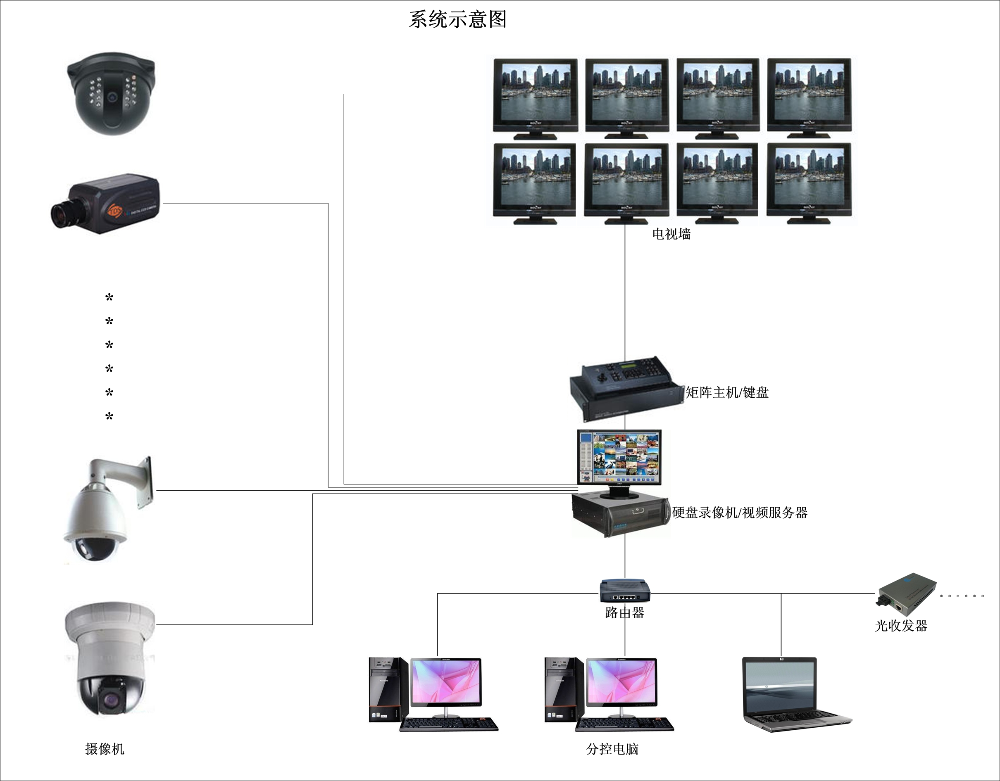 系统示意图
电视墙
*
*
*
*
*
*
矩阵主机/键盘
硬盘录像机/视频服务器
* * * * * *
路由器
光收发器
摄像机
分控电脑